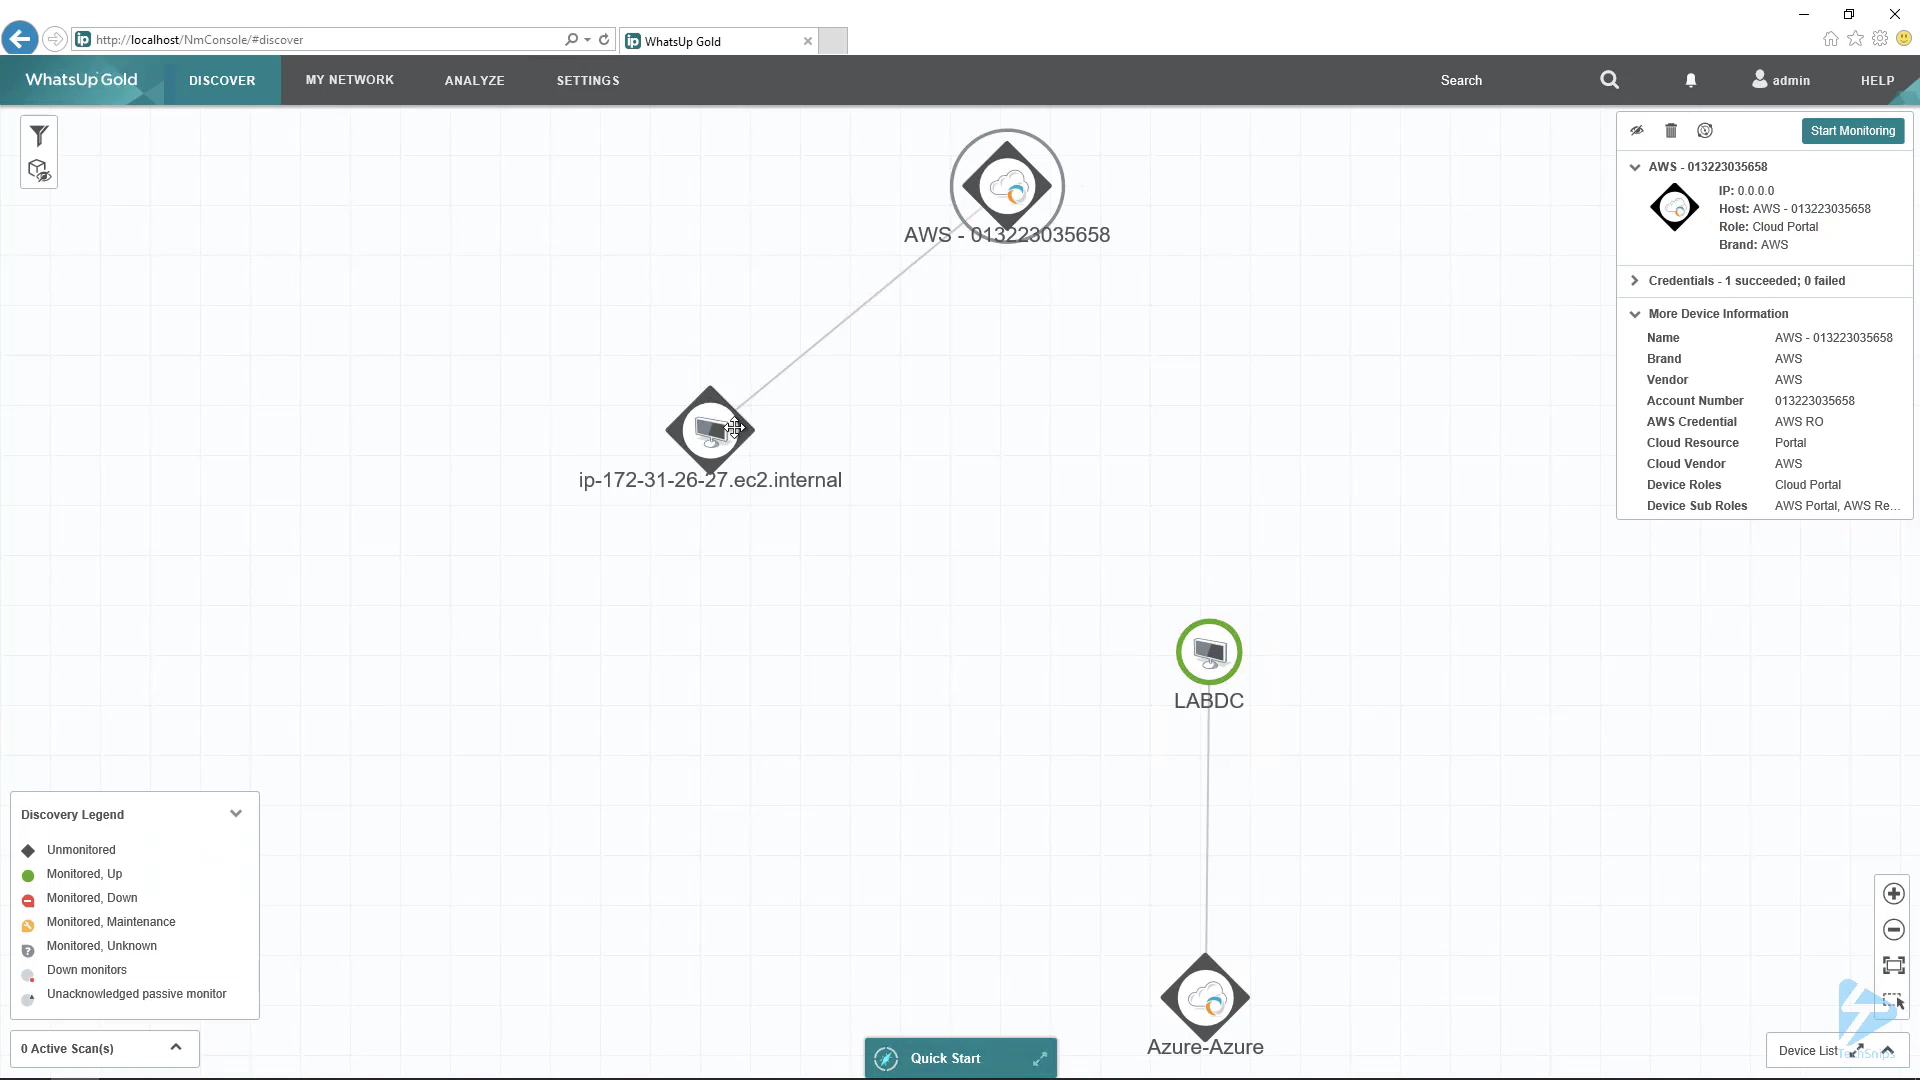 http://localhost/NmConsole/#discover
WhatsUp Gold
WhatsUp Gold
DISCOVER
MY NETWORK
ANALYZE
SETTINGS
Search
admin
HELP
Start Monitoring
AWS - 013223035658
IP: 0.0.0.0
Host: AWS - 013223035658
Role: Cloud Portal
Brand: AWS
Credentials - 1 succeeded; 0 failed
More Device Information
Name AWS - 013223035658
Brand AWS
Vendor AWS
Account Number 013223035658
AWS Credential AWS RO
Cloud Resource Portal
Cloud Vendor AWS
Device Roles Cloud Portal
Device Sub Roles AWS Portal, AWS Re...
AWS - 013223035658
ip-172-31-26-27.ec2.internal
LABDC
Azure-Azure
Discovery Legend
Unmonitored
Monitored, Up
Monitored, Down
Monitored, Maintenance
Monitored, Unknown
Down monitors
Unacknowledged passive monitor
0 Active Scan(s)
Quick Start
Device List
TechSnips